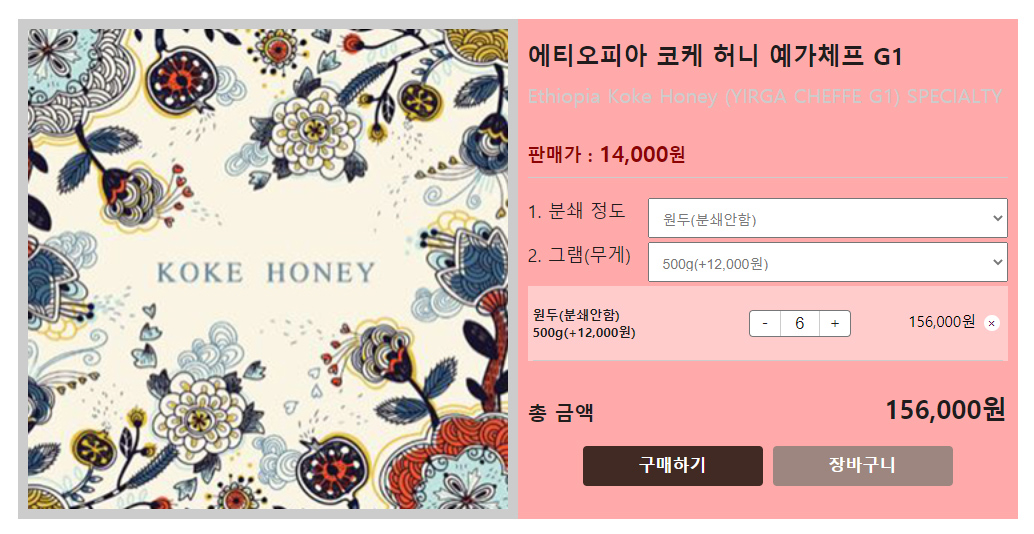 에티오피아 코케 허니 예가체프 G1
Ethiopia Koke Honey (YIRGA CHEFFE G1) SPECIALTY
판매가 : 14,000원
1. 분쇄 정도
원두(분쇄안함)
2. 그램(무게)
500g(+12,000원)
KOKE HONEY
원두(분쇄안함)
500g(+12,000원)
- 6 +
156,000원 x
총 금액
156,000원
구매하기
장바구니